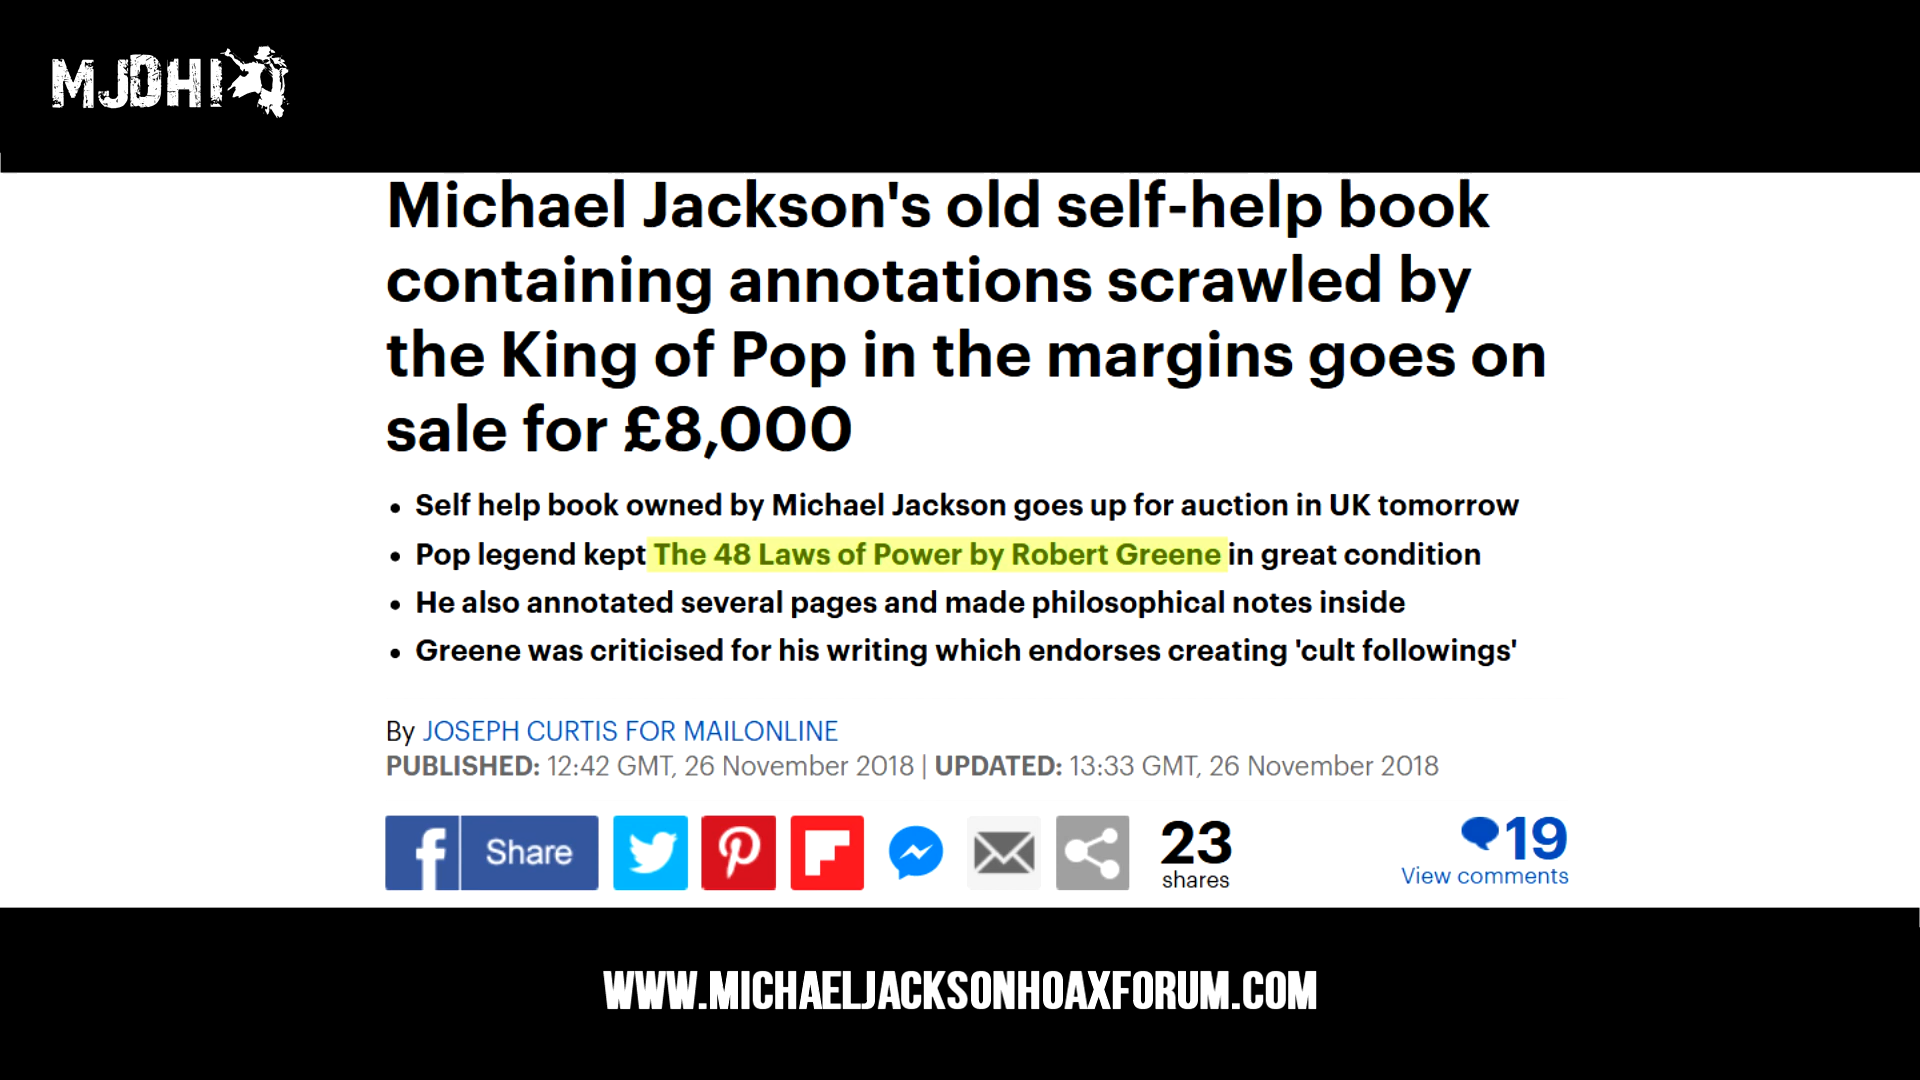 MJDHI
Michael Jackson's old self-help book
containing annotations scrawled by
the King of Pop in the margins goes on
sale for £8,000
• Self help book owned by Michael Jackson goes up for auction in UK tomorrow
• Pop legend kept The 48 Laws of Power by Robert Greene in great condition
• He also annotated several pages and made philosophical notes inside
• Greene was criticised for his writing which endorses creating 'cult followings'
By JOSEPH CURTIS FOR MAILONLINE
PUBLISHED: 12:42 GMT, 26 November 2018 | UPDATED: 13:33 GMT, 26 November 2018
Share
23
shares
19
View comments
WWW.MICHAELJACKSONHOAXFORUM.COM